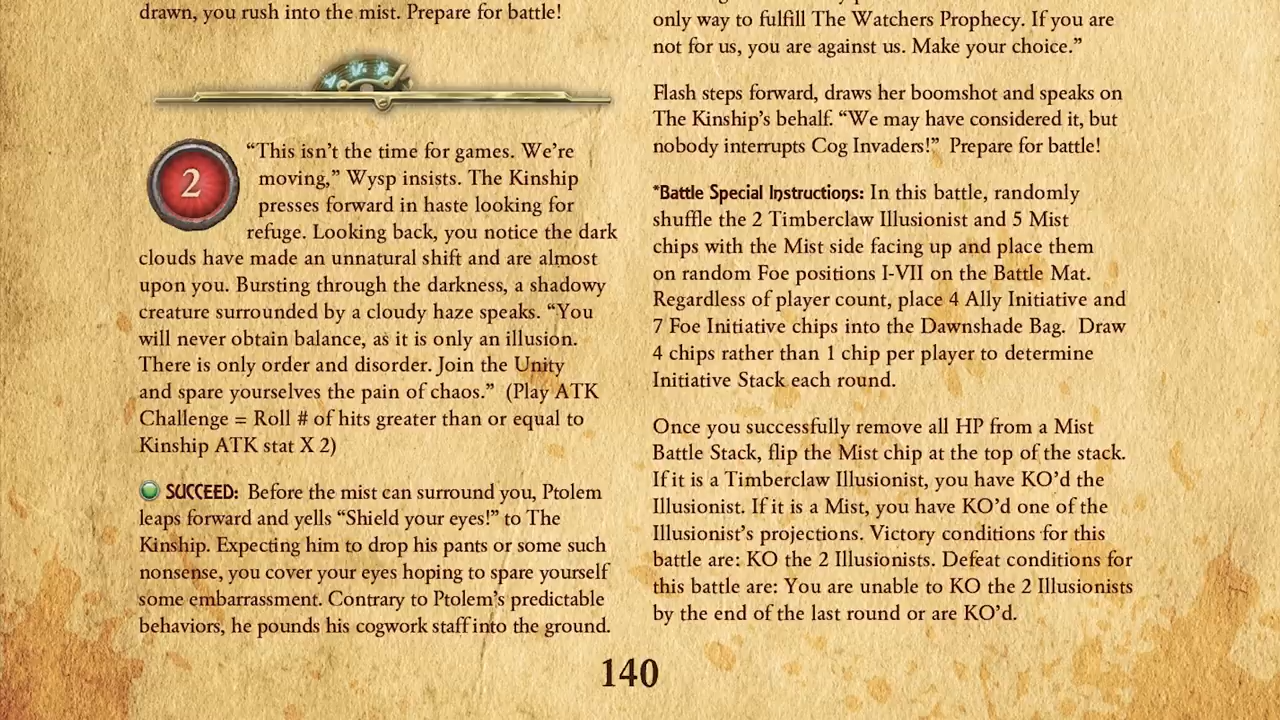 drawn, you rush into the mist. Prepare for battle!
2
“This isn’t the time for games. We’re
moving,” Wysp insists. The Kinship
presses forward in haste looking for
refuge. Looking back, you notice the dark
clouds have made an unnatural shift and are almost
upon you. Bursting through the darkness, a shadowy
creature surrounded by a cloudy haze speaks. “You
will never obtain balance, as it is only an illusion.
There is only order and disorder. Join the Unity
and spare yourselves the pain of chaos.” (Play ATK
Challenge = Roll # of hits greater than or equal to
Kinship ATK stat X 2)
SUCCEED: Before the mist can surround you, Ptolem
leaps forward and yells “Shield your eyes!” to The
Kinship. Expecting him to drop his pants or some such
nonsense, you cover your eyes hoping to spare yourself
some embarrassment. Contrary to Ptolem’s predictable
behaviors, he pounds his cogwork staff into the ground.
only way to fulfill The Watchers Prophecy. If you are
not for us, you are against us. Make your choice.”
Flash steps forward, draws her boomshot and speaks on
The Kinship’s behalf. “We may have considered it, but
nobody interrupts Cog Invaders!” Prepare for battle!
*Battle Special Instructions: In this battle, randomly
shuffle the 2 Timberclaw Illusionist and 5 Mist
chips with the Mist side facing up and place them
on random Foe positions I-VII on the Battle Mat.
Regardless of player count, place 4 Ally Initiative and
7 Foe Initiative chips into the Dawnshade Bag. Draw
4 chips rather than 1 chip per player to determine
Initiative Stack each round.
Once you successfully remove all HP from a Mist
Battle Stack, flip the Mist chip at the top of the stack.
If it is a Timberclaw Illusionist, you have KO’d the
Illusionist. If it is a Mist, you have KO’d one of the
Illusionist’s projections. Victory conditions for this
battle are: KO the 2 Illusionists. Defeat conditions for
this battle are: You are unable to KO the 2 Illusionists
by the end of the last round or are KO’d.
140